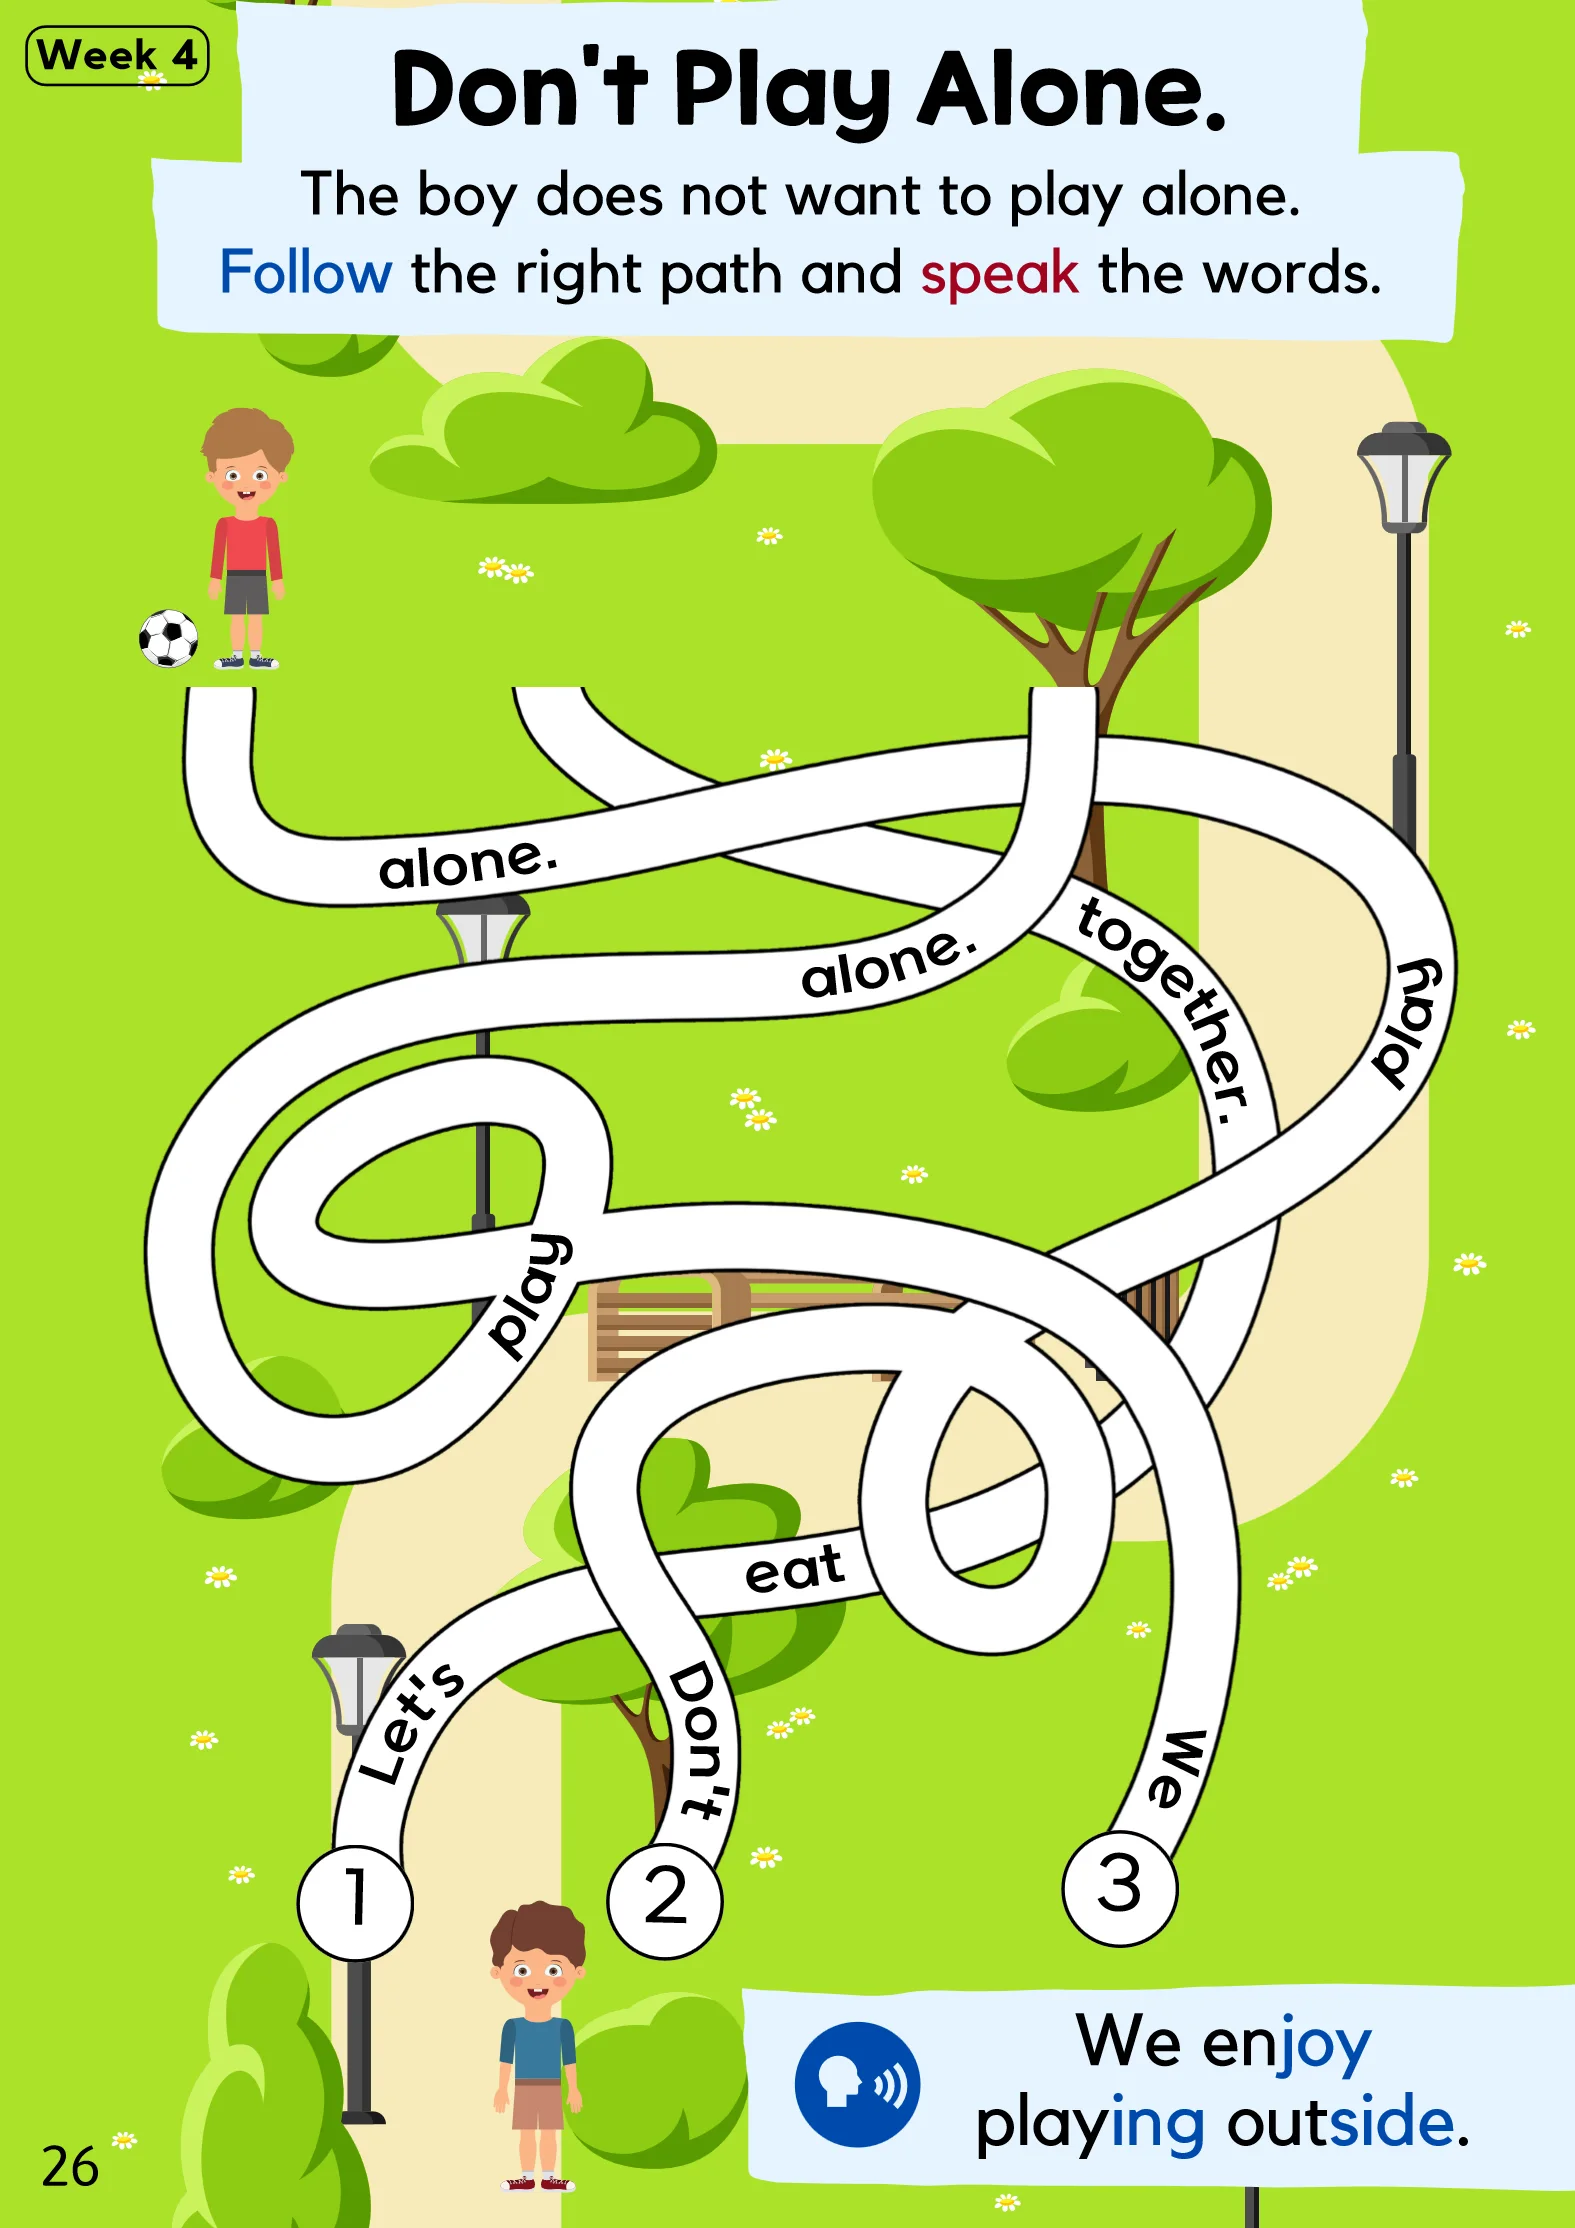 Week 4
Don't Play Alone.
The boy does not want to play alone.
Follow the right path and speak the words.
alone.
alone.
together.
play
play
eat
Let's
Don't
We
1
2
3
We enjoy
playing outside.
26